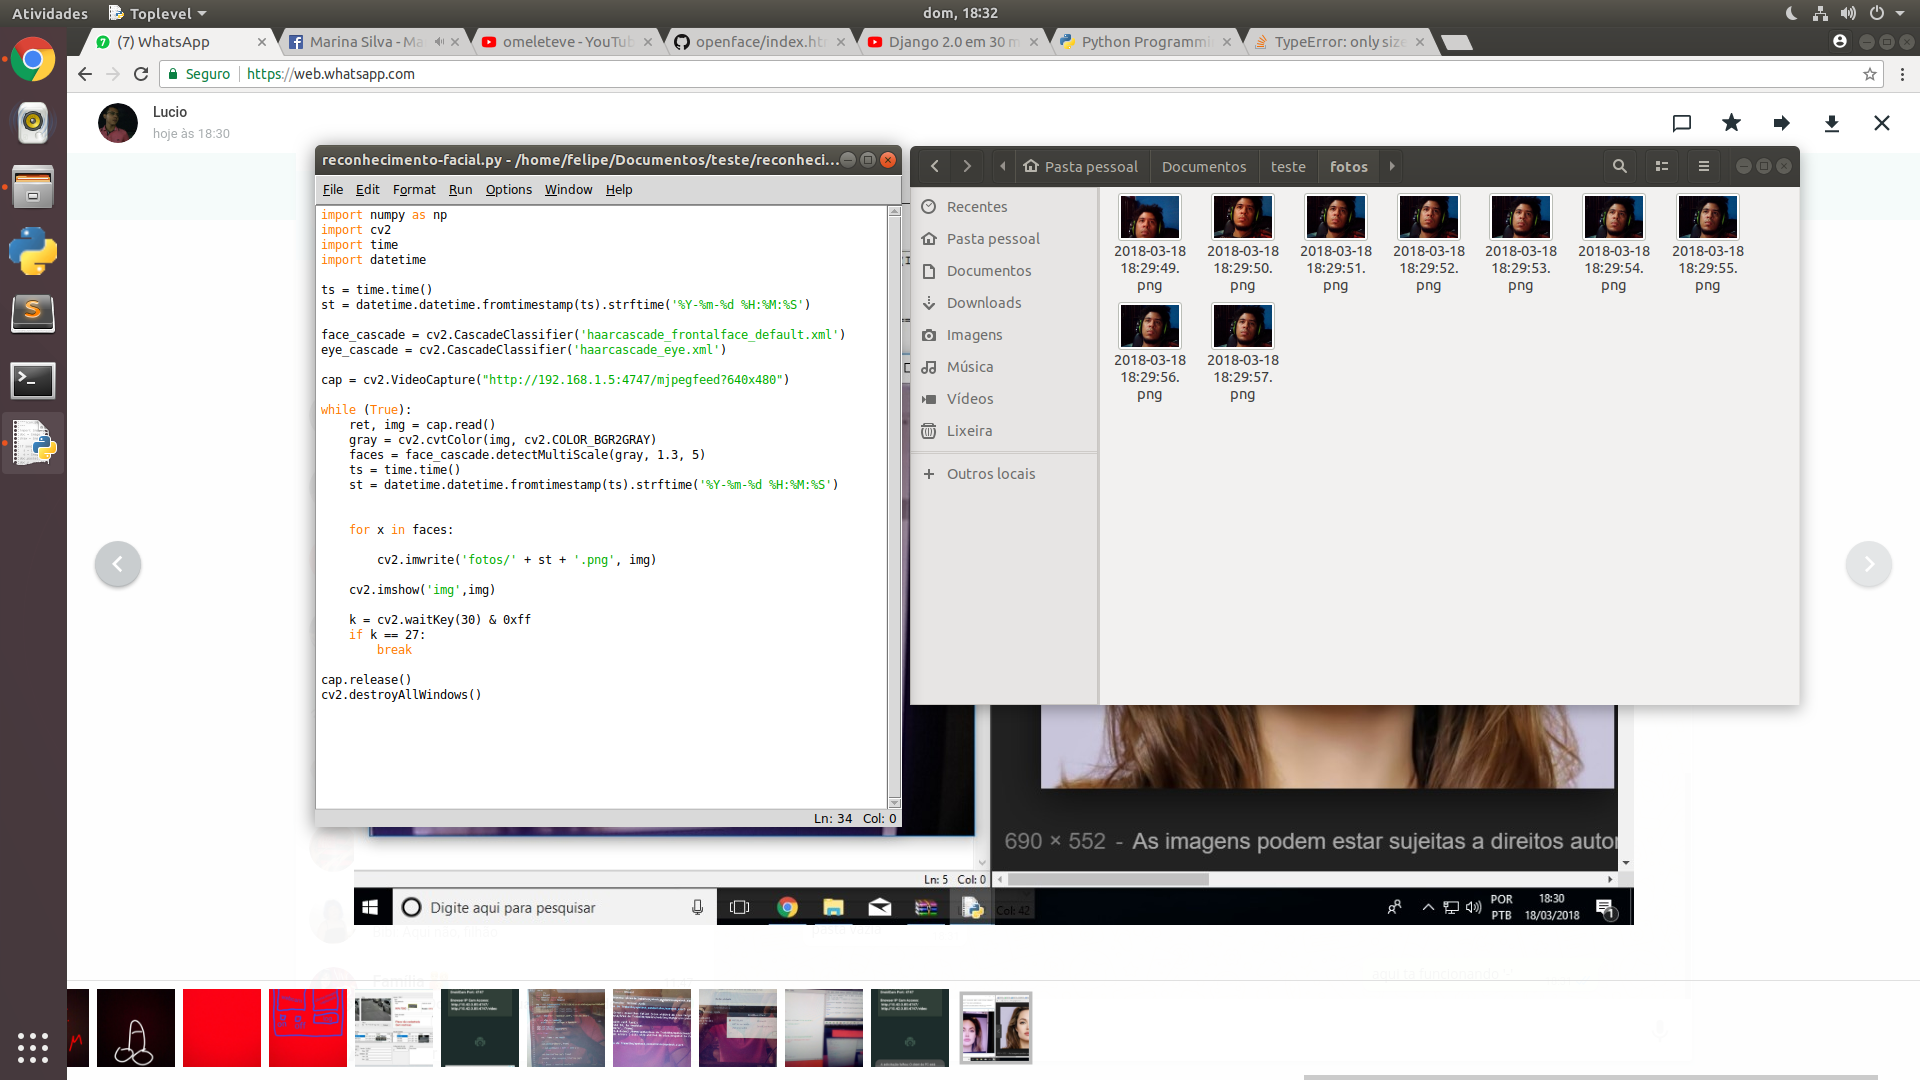 Atividades
Toplevel
dom, 18:32
(7) WhatsApp
Marina Silva - Ma
omeleteve - YouTub
openface/index.htm
Django 2.0 em 30 m
Python Programmi
TypeError: only size
Seguro
https://web.whatsapp.com
Lucio
hoje às 18:30
reconhecimento-facial.py - /home/felipe/Documentos/teste/reconheci...
File Edit Format Run Options Window Help
import numpy as np
import cv2
import time
import datetime
ts = time.time()
st = datetime.datetime.fromtimestamp(ts).strftime('%Y-%m-%d %H:%M:%S')
face_cascade = cv2.CascadeClassifier('haarcascade_frontalface_default.xml')
eye_cascade = cv2.CascadeClassifier('haarcascade_eye.xml')
cap = cv2.VideoCapture("http://192.168.1.5:4747/mjpegfeed?640x480")
while (True):
    ret, img = cap.read()
    gray = cv2.cvtColor(img, cv2.COLOR_BGR2GRAY)
    faces = face_cascade.detectMultiScale(gray, 1.3, 5)
    ts = time.time()
    st = datetime.datetime.fromtimestamp(ts).strftime('%Y-%m-%d %H:%M:%S')
    for x in faces:
        cv2.imwrite('fotos/' + st + '.png', img)
    cv2.imshow('img',img)
    k = cv2.waitKey(30) & 0xff
    if k == 27:
        break
cap.release()
cv2.destroyAllWindows()
Ln: 34 Col: 0
Pasta pessoal
Documentos
teste
fotos
Recentes
Pasta pessoal
Documentos
Downloads
Imagens
Música
Vídeos
Lixeira
Outros locais
2018-03-18
18:29:49.
png
2018-03-18
18:29:50.
png
2018-03-18
18:29:51.
png
2018-03-18
18:29:52.
png
2018-03-18
18:29:53.
png
2018-03-18
18:29:54.
png
2018-03-18
18:29:55.
png
2018-03-18
18:29:56.
png
2018-03-18
18:29:57.
png
690 × 552 - As imagens podem estar sujeitas a direitos autor
Ln: 5 Col: 0
Digite aqui para pesquisar
Col: 42
POR
PTB
18:30
18/03/2018
1